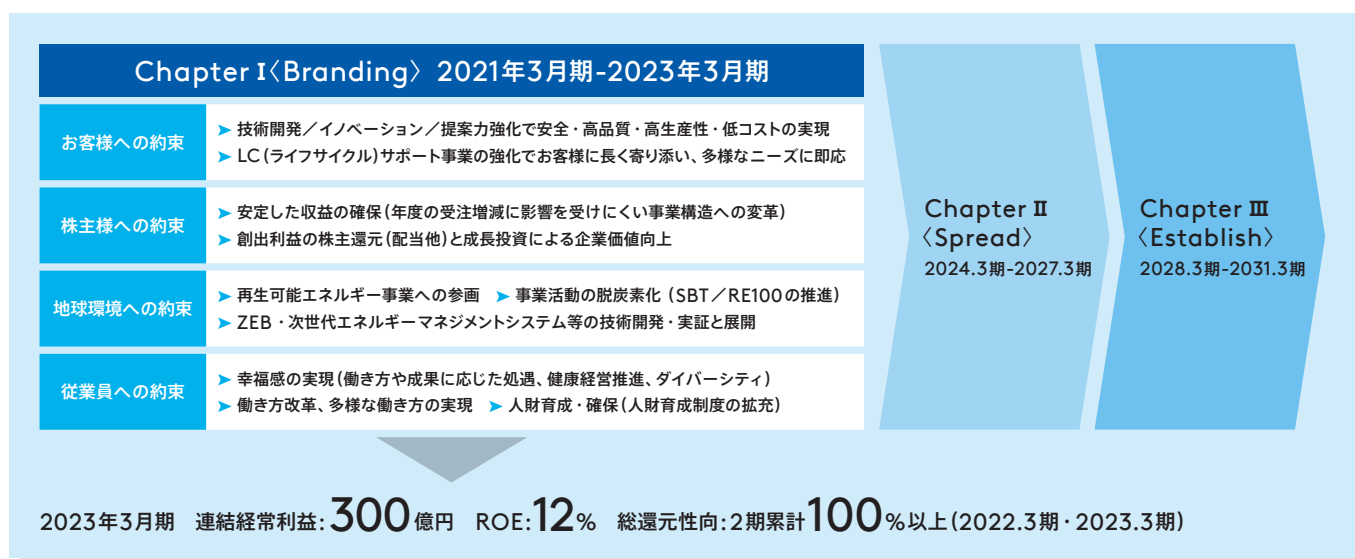 Chapter Ⅰ〈Branding〉 2021年3月期-2023年3月期
お客様への約束
➤ 技術開発／イノベーション／提案力強化で安全・高品質・高生産性・低コストの実現
➤ LC(ライフサイクル)サポート事業の強化でお客様に長く寄り添い、多様なニーズに即応
株主様への約束
➤ 安定した収益の確保(年度の受注増減に影響を受けにくい事業構造への変革)
➤ 創出利益の株主還元(配当他)と成長投資による企業価値向上
地球環境への約束
➤ 再生可能エネルギー事業への参画 ➤ 事業活動の脱炭素化 (SBT／RE100の推進)
➤ ZEB・次世代エネルギーマネジメントシステム等の技術開発・実証と展開
従業員への約束
➤ 幸福感の実現(働き方や成果に応じた処遇、健康経営推進、ダイバーシティ)
➤ 働き方改革、多様な働き方の実現 ➤ 人財育成・確保(人財育成制度の拡充)
Chapter Ⅱ
〈Spread〉
2024.3期-2027.3期
Chapter Ⅲ
〈Establish〉
2028.3期-2031.3期
2023年3月期 連結経常利益:300億円 ROE:12% 総還元性向:2期累計100%以上(2022.3期・2023.3期)